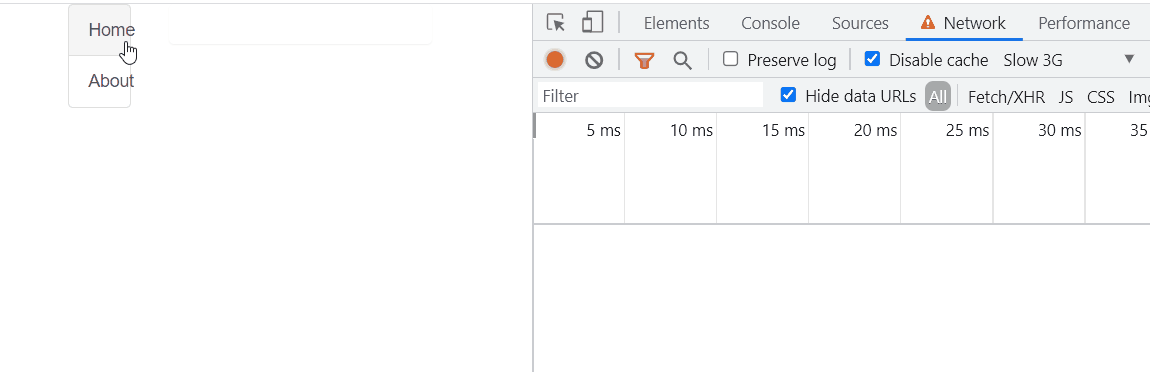 Home
About
Elements Console Sources Network Performance
Preserve log Disable cache Slow 3G
Filter Hide data URLs All Fetch/XHR JS CSS Img
5 ms 10 ms 15 ms 20 ms 25 ms 30 ms 35